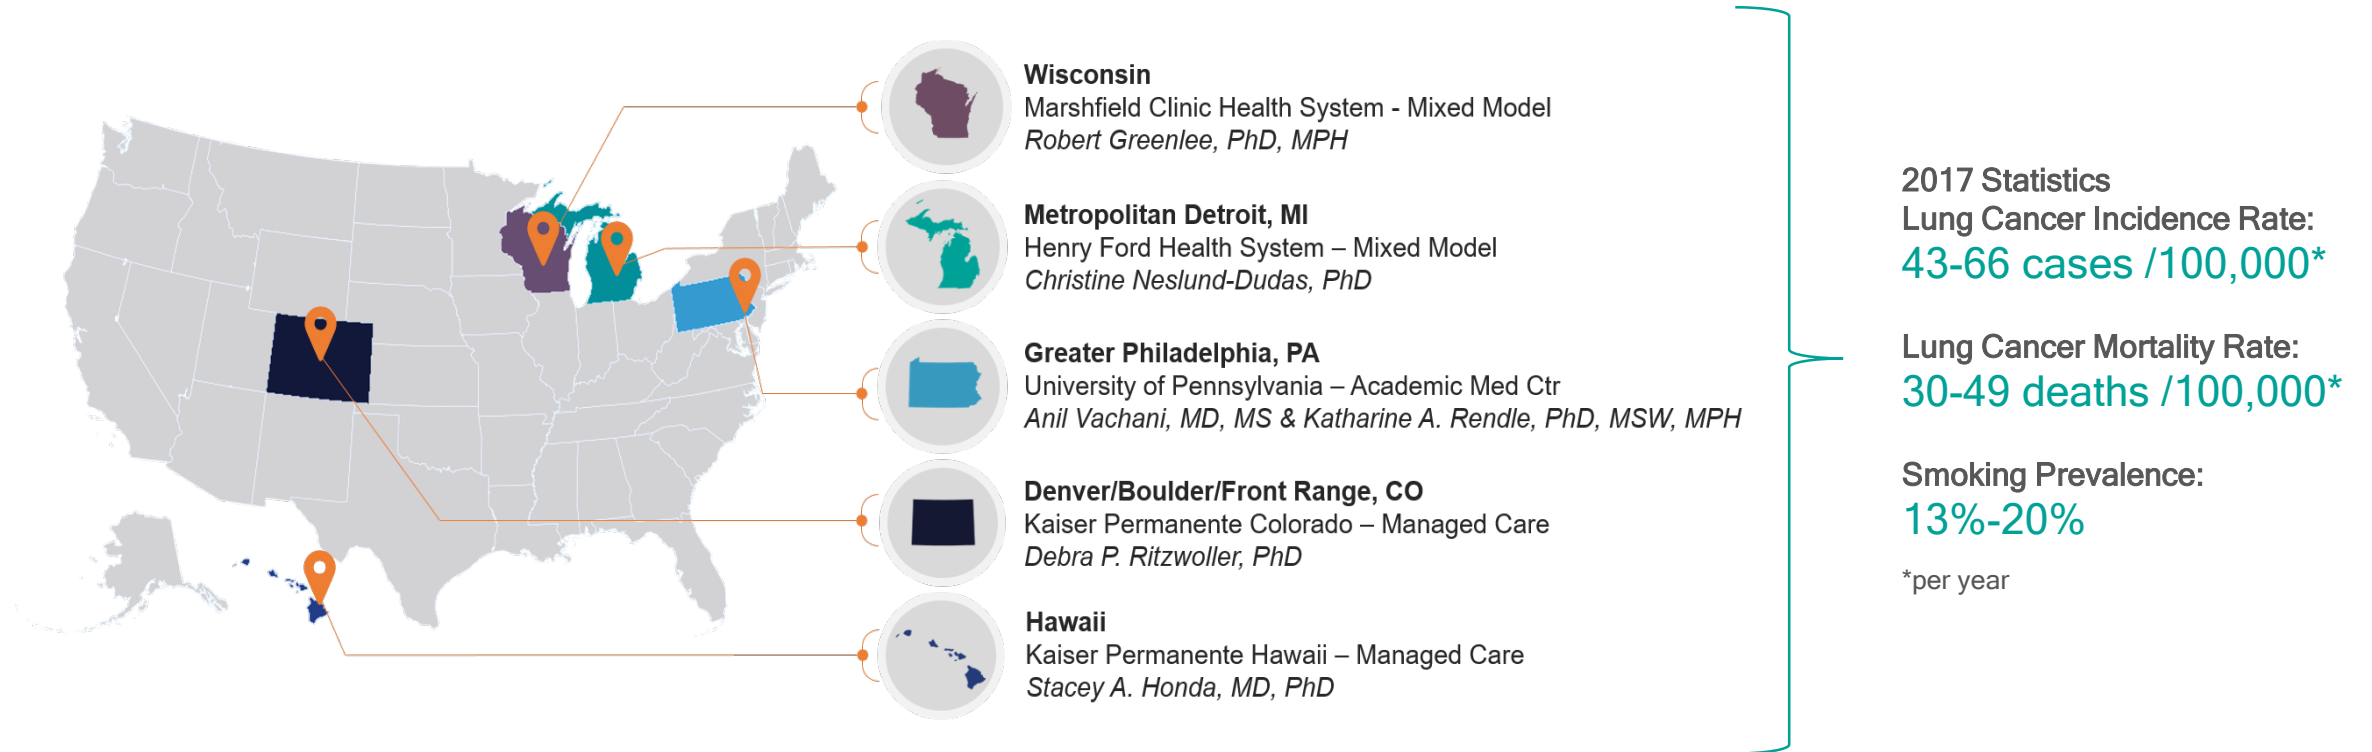 Wisconsin
Marshfield Clinic Health System - Mixed Model
Robert Greenlee, PhD, MPH
Metropolitan Detroit, MI
Henry Ford Health System – Mixed Model
Christine Neslund-Dudas, PhD
Greater Philadelphia, PA
University of Pennsylvania – Academic Med Ctr
Anil Vachani, MD, MS & Katharine A. Rendle, PhD, MSW, MPH
Denver/Boulder/Front Range, CO
Kaiser Permanente Colorado – Managed Care
Debra P. Ritzwoller, PhD
Hawaii
Kaiser Permanente Hawaii – Managed Care
Stacey A. Honda, MD, PhD
2017 Statistics
Lung Cancer Incidence Rate:
43-66 cases /100,000*
Lung Cancer Mortality Rate:
30-49 deaths /100,000*
Smoking Prevalence:
13%-20%
*per year